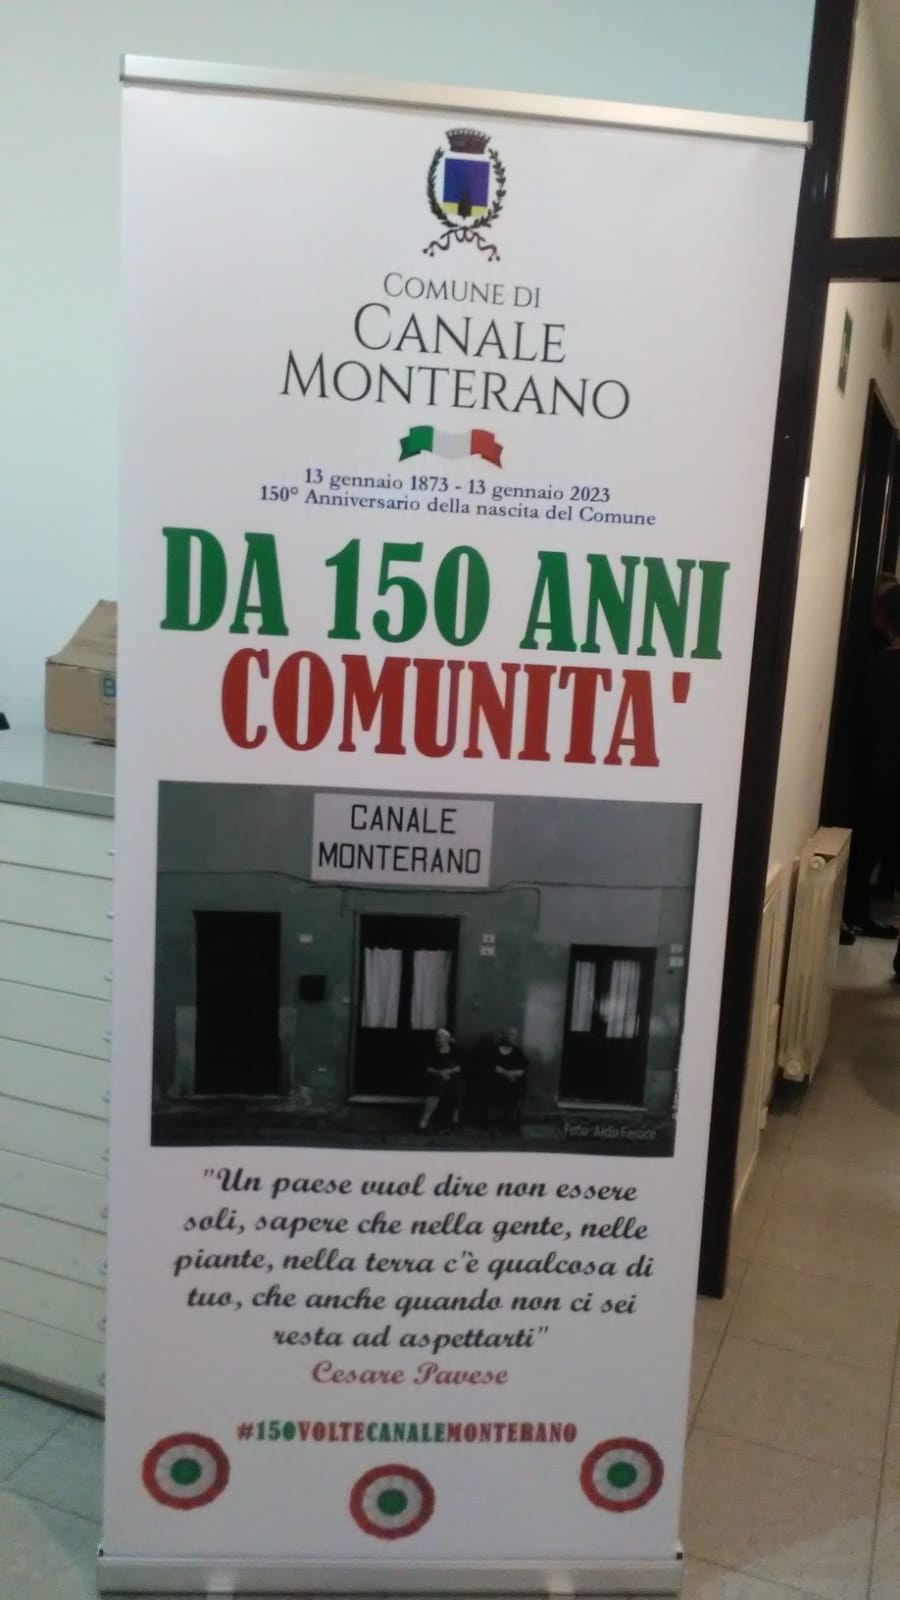 COMUNE DI
CANALE
MONTERANO
13 gennaio 1873 - 13 gennaio 2023
150° Anniversario della nascita del Comune
DA 150 ANNI
COMUNITA'
CANALE
MONTERANO
Foto Aldo Feroce
"Un paese vuol dire non essere
soli, sapere che nella gente, nelle
piante, nella terra c'è qualcosa di
tuo, che anche quando non ci sei
resta ad aspettarti"
Cesare Pavese
#150VOLTECANALEMONTERANO